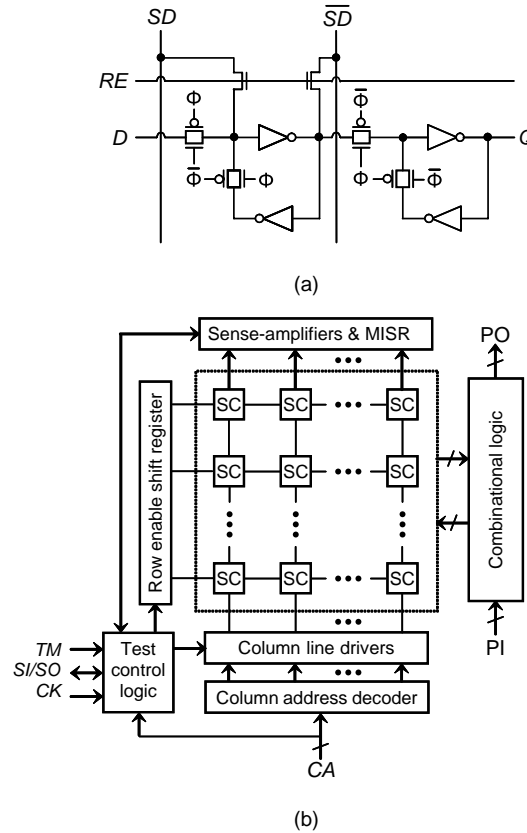 SD S̅D̅
RE
Φ Φ̅
D Q
Φ̅ Φ Φ Φ̅
(a)
Sense-amplifiers & MISR
PO
SC SC ••• SC
SC SC ••• SC
SC SC ••• SC
Row enable shift register
Combinational logic
TM
SI/SO
CK
Test
control
logic
Column line drivers
PI
Column address decoder
CA
(b)